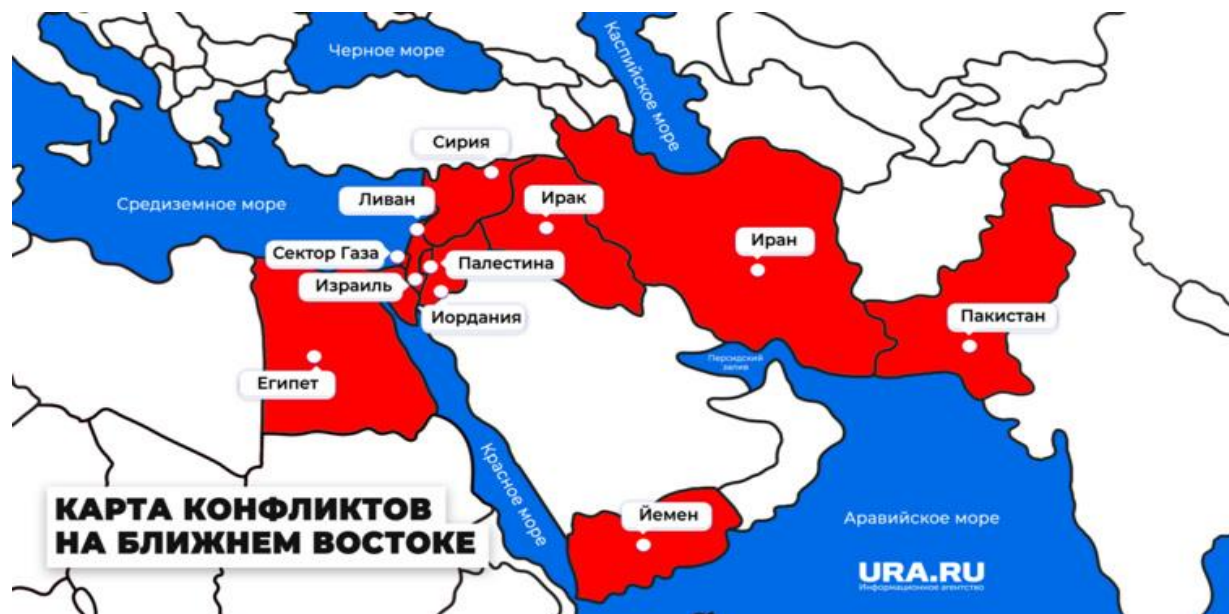 Черное море
Каспийское море
Сирия
Средиземное море
Ливан
Ирак
Сектор Газа
Палестина
Иран
Израиль
Иордания
Пакистан
Персидский
залив
Египет
Красное море
Йемен
Аравийское море
КАРТА КОНФЛИКТОВ
НА БЛИЖНЕМ ВОСТОКЕ
URA.RU
Информационное агентство